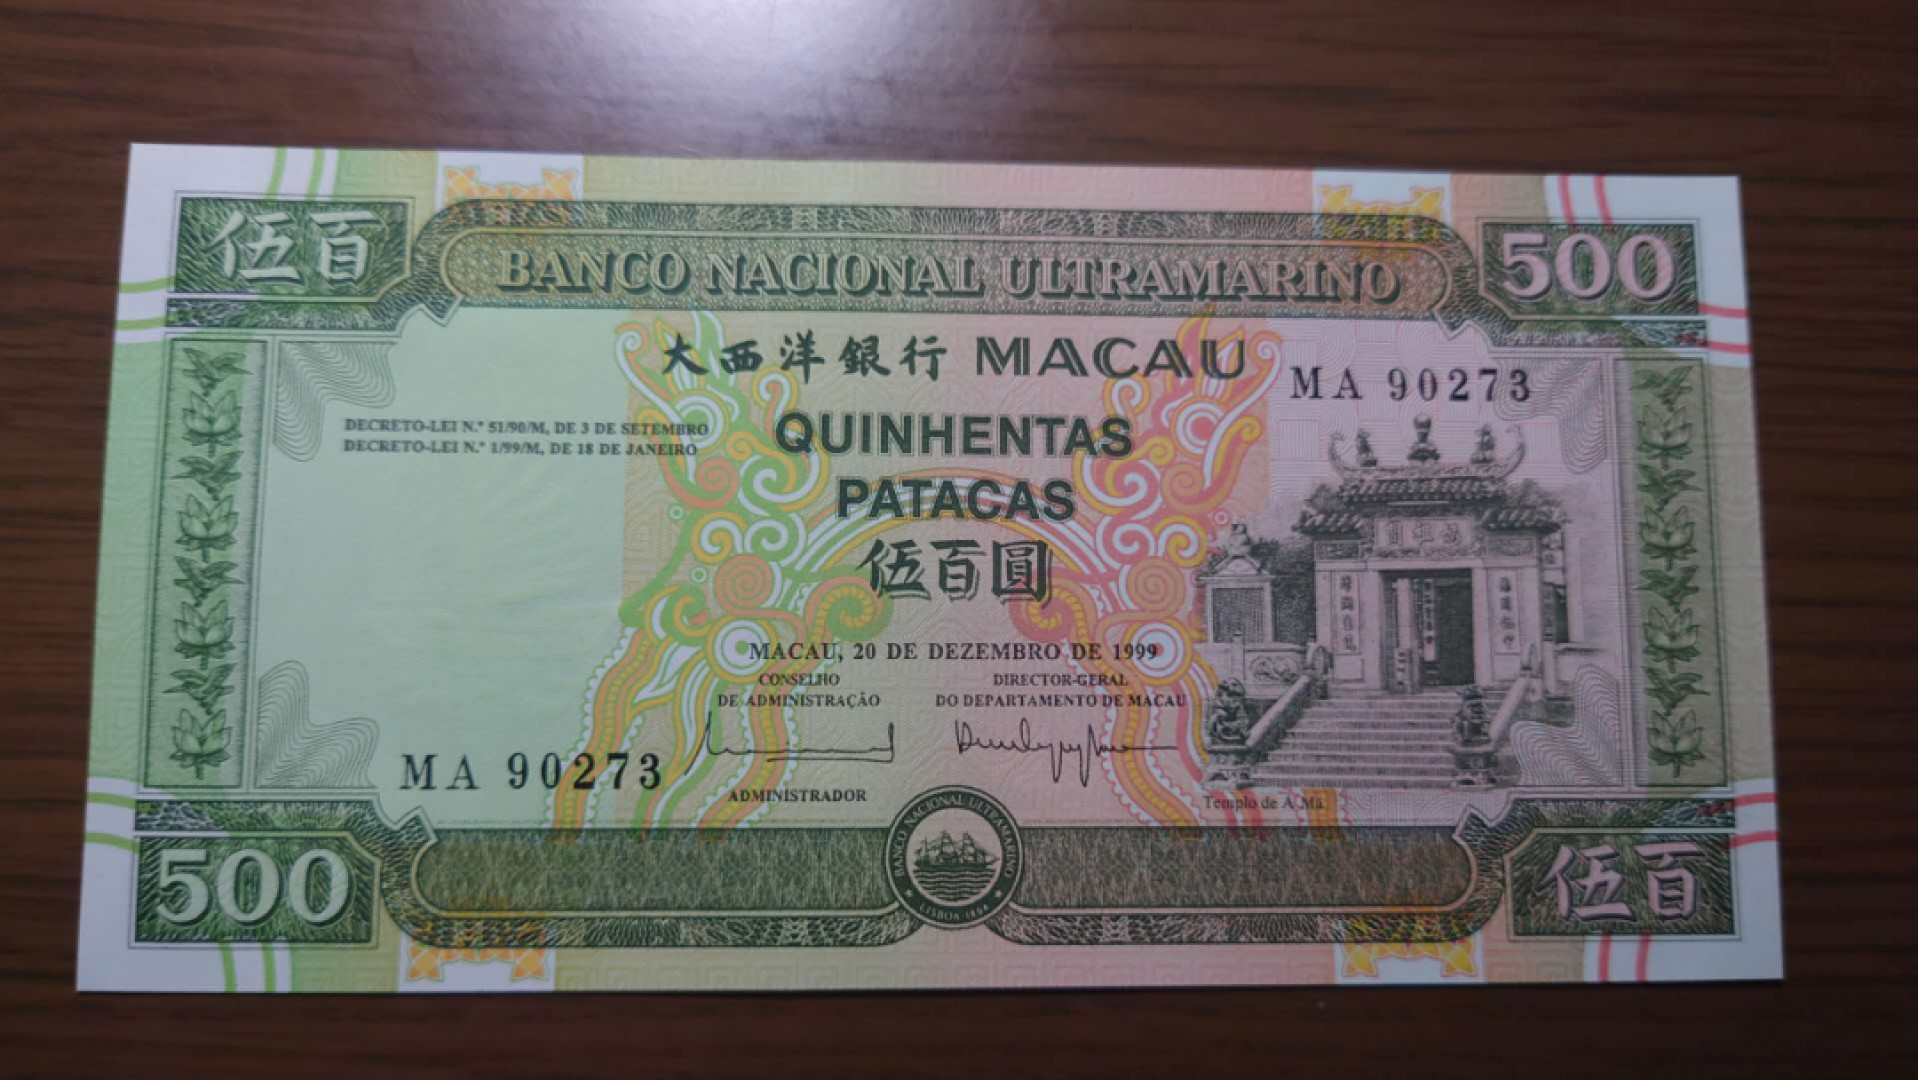 伍百
BANCO NACIONAL ULTRAMARINO
500
大西洋銀行 MACAU
MA 90273
DECRETO-LEI N.º 51/90/M, DE 3 DE SETEMBRO
DECRETO-LEI N.º 1/99/M, DE 18 DE JANEIRO
QUINHENTAS
PATACAS
伍百圓
MACAU, 20 DE DEZEMBRO DE 1999
CONSELHO
DE ADMINISTRAÇÃO
DIRECTOR-GERAL
DO DEPARTAMENTO DE MACAU
MA 90273
ADMINISTRADOR
Templo de Á Má
500
BANCO NACIONAL ULTRAMARINO
LISBOA-1864
伍百